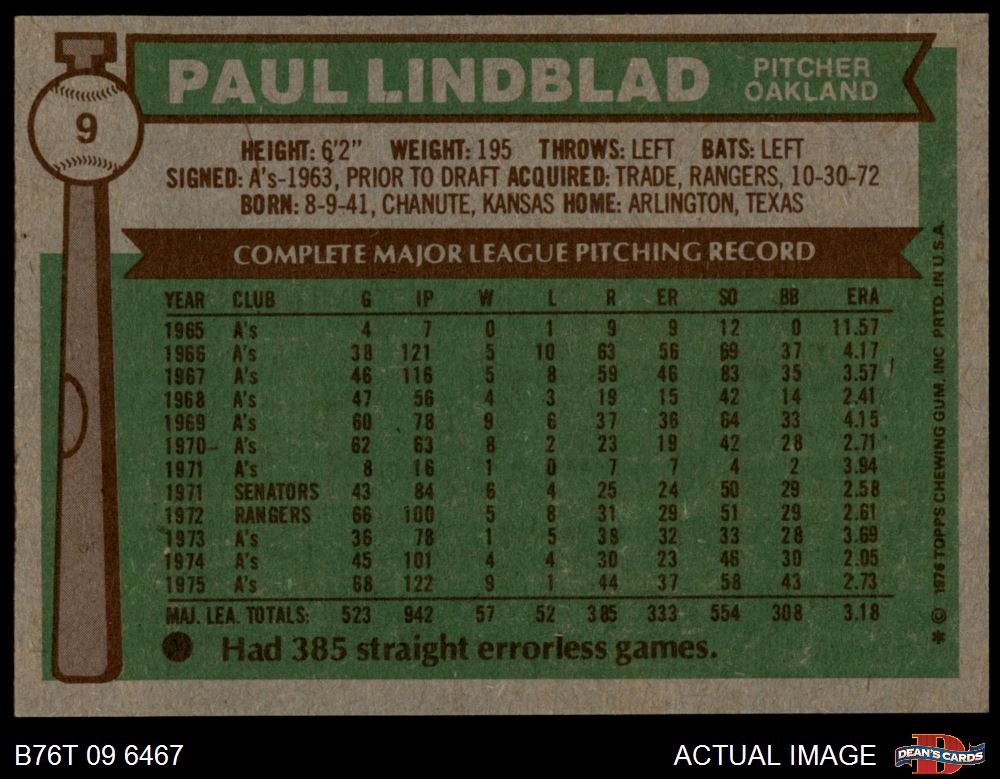 9
PAUL LINDBLAD
PITCHER
OAKLAND
HEIGHT: 6'2" WEIGHT: 195 THROWS: LEFT BATS: LEFT
SIGNED: A's-1963, PRIOR TO DRAFT ACQUIRED: TRADE, RANGERS, 10-30-72
BORN: 8-9-41, CHANUTE, KANSAS HOME: ARLINGTON, TEXAS
COMPLETE MAJOR LEAGUE PITCHING RECORD
YEAR CLUB G IP W L R ER SO BB ERA
1965 A's 4 7 0 1 9 9 12 0 11.57
1966 A's 38 121 5 10 63 56 69 37 4.17
1967 A's 46 116 5 8 59 46 83 35 3.57
1968 A's 47 56 4 3 19 15 42 14 2.41
1969 A's 60 78 9 6 37 36 64 33 4.15
1970 A's 62 63 8 2 23 19 42 28 2.71
1971 A's 8 16 1 0 7 7 4 2 3.94
1971 SENATORS 43 84 6 4 25 24 50 29 2.58
1972 RANGERS 66 100 5 8 31 29 51 29 2.61
1973 A's 36 78 1 5 38 32 33 28 3.69
1974 A's 45 101 4 4 30 23 46 30 2.05
1975 A's 68 122 9 1 44 37 58 43 2.73
MAJ. LEA. TOTALS: 523 942 57 52 385 333 554 308 3.18
● Had 385 straight errorless games.
* © 1976 TOPPS CHEWING GUM, INC PRTD. IN U.S.A.
B76T 09 6467
ACTUAL IMAGE
DEAN'S CARDS